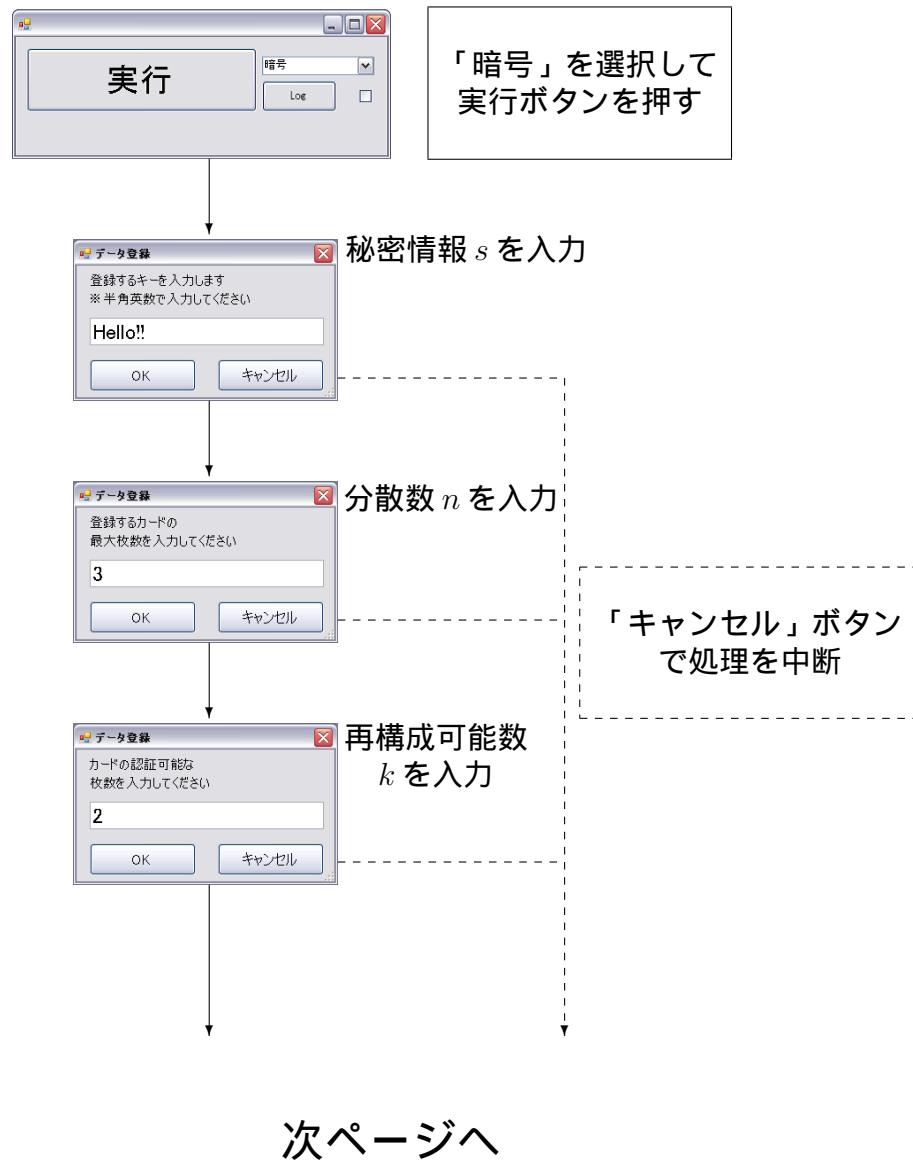 実行
暗号
Log
「暗号」を選択して
実行ボタンを押す
データ登録
秘密情報 s を入力
登録するキーを入力します
※半角英数で入力してください
Hello!!
OK
キャンセル
データ登録
分散数 n を入力
登録するカードの
最大枚数を入力してください
3
OK
キャンセル
「キャンセル」ボタン
で処理を中断
データ登録
再構成可能数
k を入力
カードの認証可能な
枚数を入力してください
2
OK
キャンセル
次ページへ